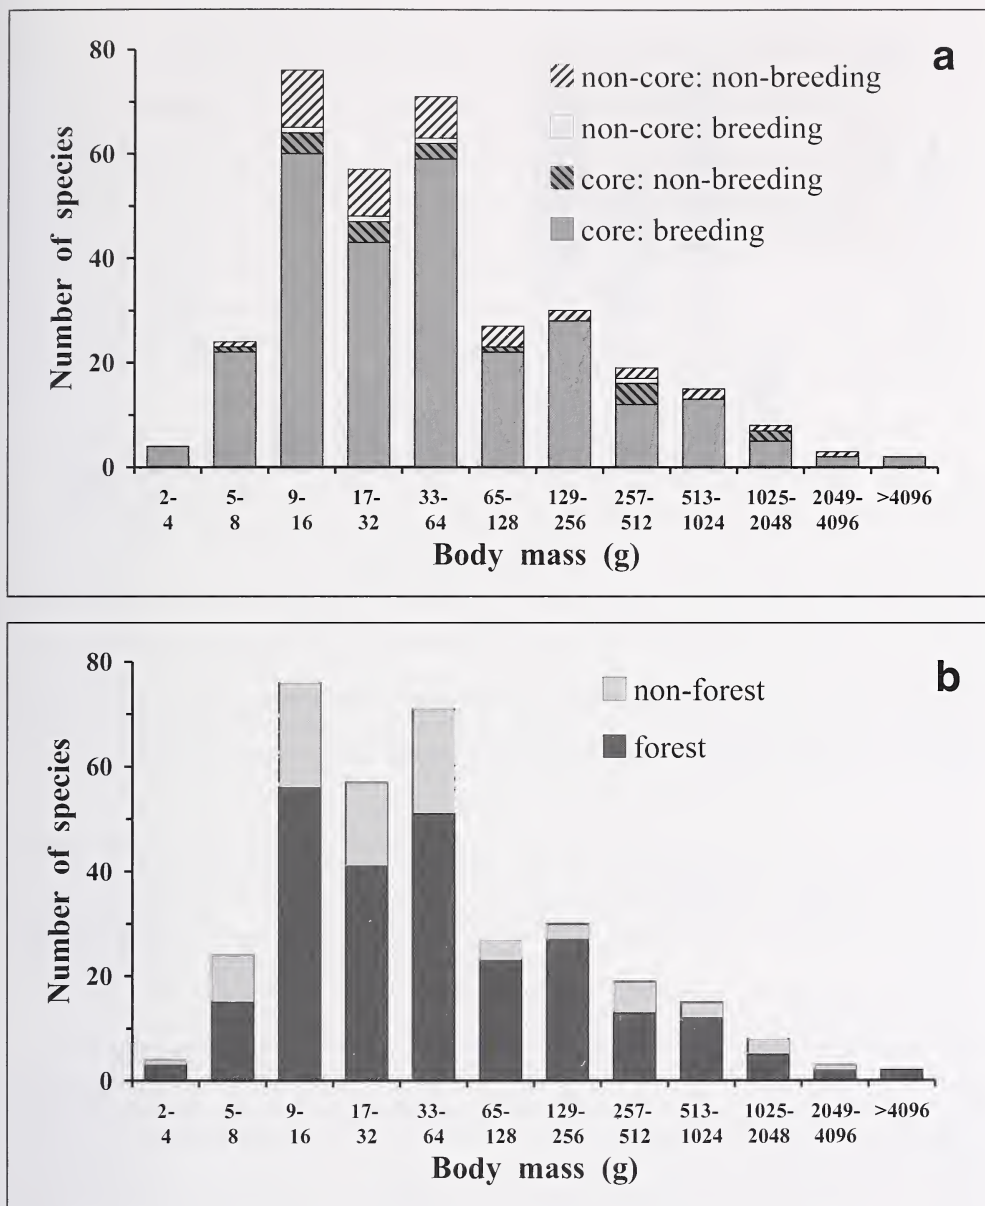 a
80
60
40
20
0
Number of species
non-core: non-breeding
non-core: breeding
core: non-breeding
core: breeding
2- 5- 9- 17- 33- 65- 129- 257- 513- 1025- 2049- >4096
4 8 16 32 64 128 256 512 1024 2048 4096
Body mass (g)
b
80
60
40
20
0
Number of species
non-forest
forest
2- 5- 9- 17- 33- 65- 129- 257- 513- 1025- 2049- >4096
4 8 16 32 64 128 256 512 1024 2048 4096
Body mass (g)